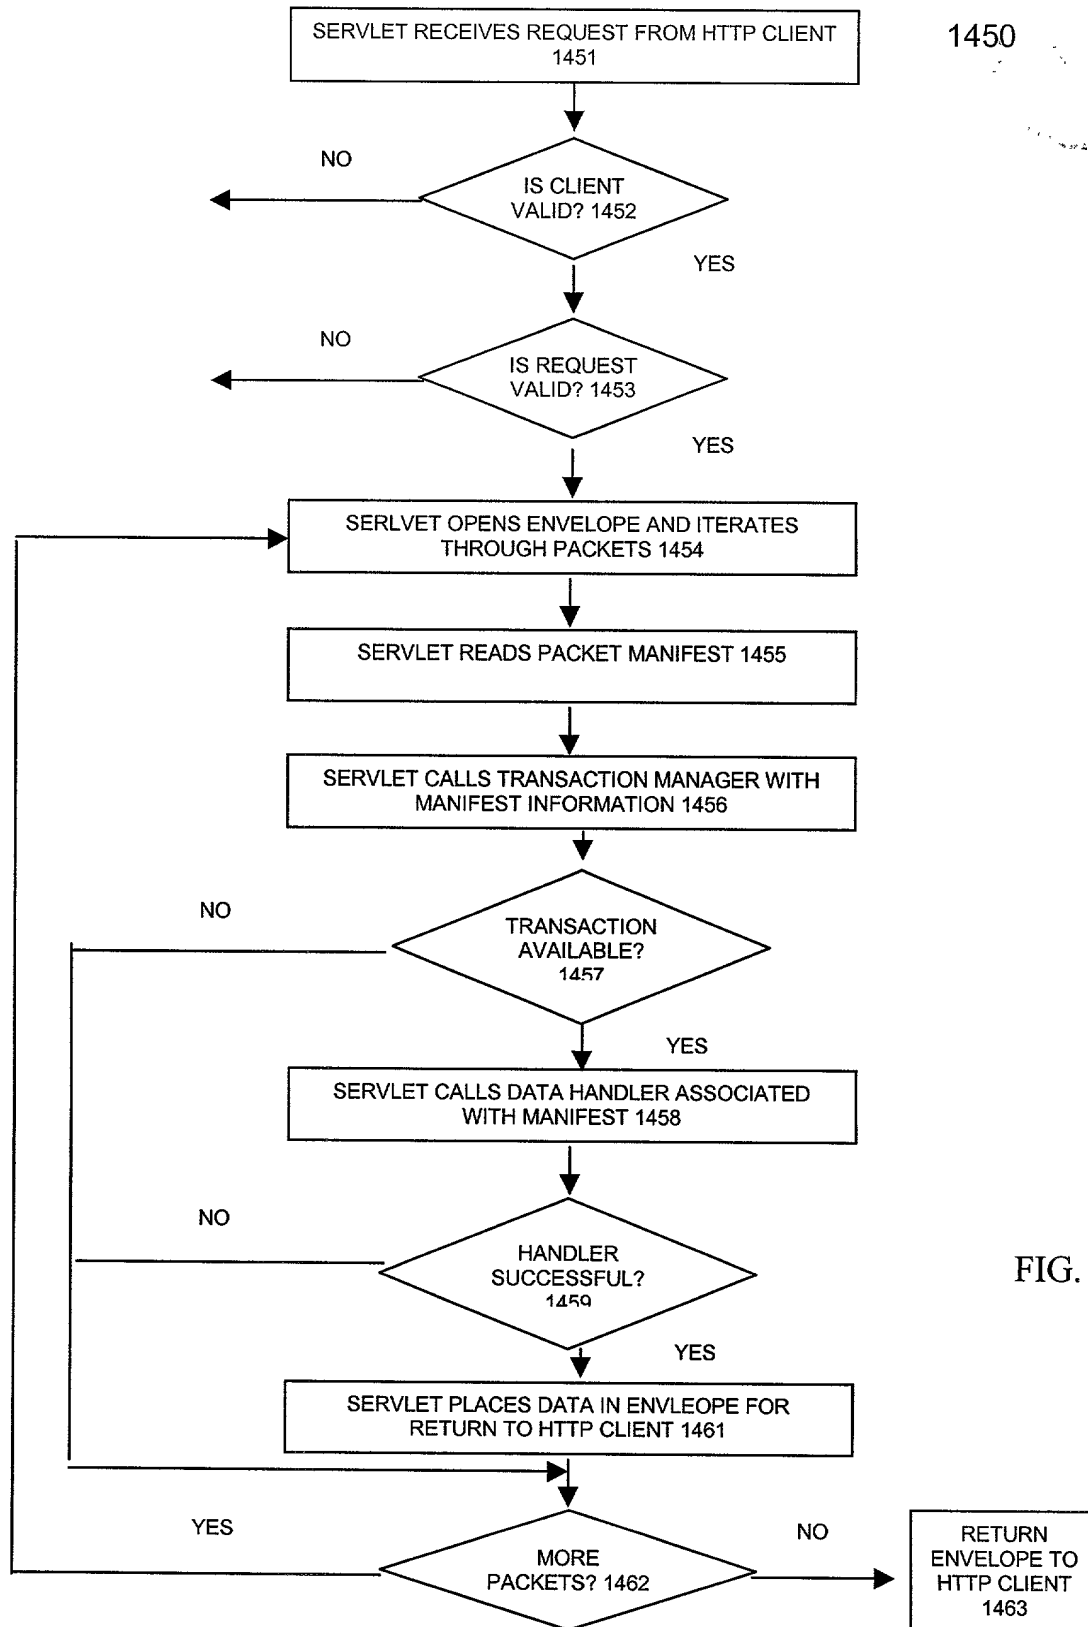 SERVLET RECEIVES REQUEST FROM HTTP CLIENT
1451
1450
NO
IS CLIENT
VALID? 1452
YES
NO
IS REQUEST
VALID? 1453
YES
SERLVET OPENS ENVELOPE AND ITERATES
THROUGH PACKETS 1454
SERVLET READS PACKET MANIFEST 1455
SERVLET CALLS TRANSACTION MANAGER WITH
MANIFEST INFORMATION 1456
NO
TRANSACTION
AVAILABLE?
1457
YES
SERVLET CALLS DATA HANDLER ASSOCIATED
WITH MANIFEST 1458
NO
HANDLER
SUCCESSFUL?
1459
FIG.
YES
SERVLET PLACES DATA IN ENVLEOPE FOR
RETURN TO HTTP CLIENT 1461
YES
MORE
PACKETS? 1462
NO
RETURN
ENVELOPE TO
HTTP CLIENT
1463